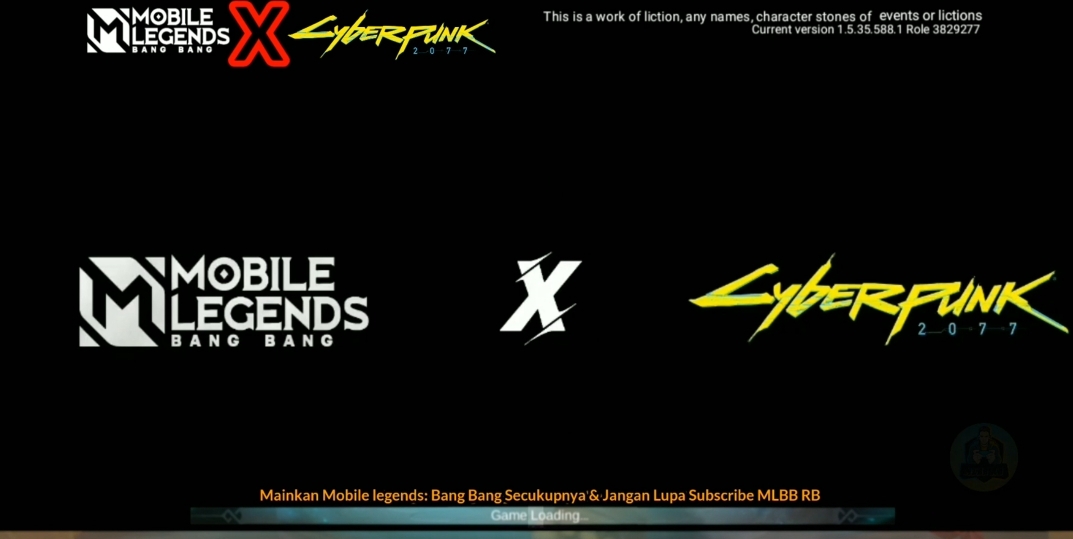 MOBILE
LEGENDS
BANG BANG
X
Cyberpunk
2077
This is a work of liction, any names, character stones of events or lictions
Current version 1.5.35.588.1 Role 3829277
MOBILE
LEGENDS
BANG BANG
X
Cyberpunk
2077
Mainkan Mobile legends: Bang Bang Secukupnya & Jangan Lupa Subscribe MLBB RB
Game Loading...